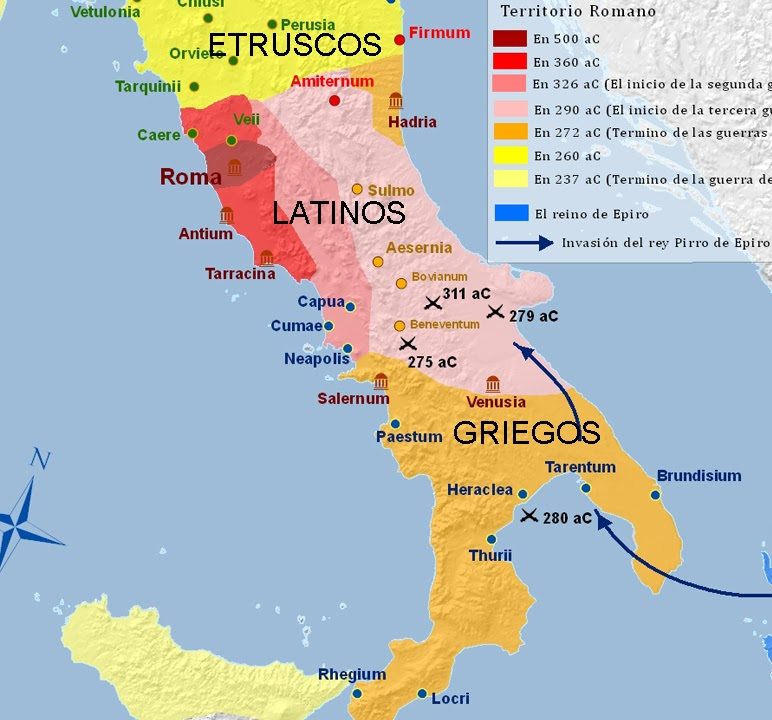 Chiusi
Vetulonia
Perusia
ETRUSCOS
Firmum
Orvieto
Tarquinii
Amiternum
Hadria
Caere
Veii
Roma
Sulmo
LATINOS
Antium
Aesernia
Tarracina
Bovianum
311 aC
Capua
279 aC
Cumae
Beneventum
Neapolis
275 aC
Salernum
Venusia
Paestum
GRIEGOS
Tarentum
Brundisium
Heraclea
280 aC
Thurii
N
Rhegium
Locri
Territorio Romano
En 500 aC
En 360 aC
En 326 aC (El inicio de la segunda g
En 290 aC (El inicio de la tercera gu
En 272 aC (Termino de las guerras
En 260 aC
En 237 aC (Termino de la guerra de
El reino de Epiro
Invasión del rey Pirro de Epiro